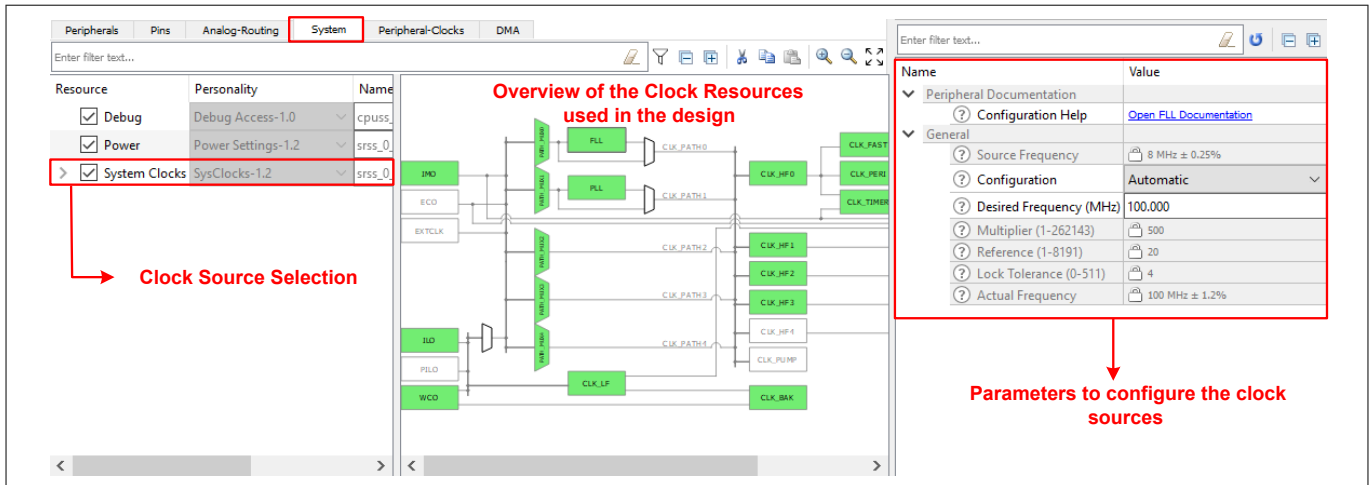 Peripherals Pins Analog-Routing System Peripheral-Clocks DMA
Enter filter text...
Resource Personality Name
Debug Debug Access-1.0 cpuss_
Power Power Settings-1.2 srss_0_
System Clocks SysClocks-1.2 srss_0_
Clock Source Selection
Overview of the Clock Resources
used in the design
IMO
ECO
EXTCLK
ILO
PILO
WCO
PATH_MUX0
PATH_MUX2
PATH_MUX3
PATH_MUX4
FLL
PLL
CLK_LF
CLK_PATH0
CLK_PATH1
CLK_PATH2
CLK_PATH3
CLK_PATH4
CLK_HF0
CLK_HF1
CLK_HF2
CLK_HF3
CLK_HF4
CLK_PUMP
CLK_BAK
CLK_FAST
CLK_PERI
CLK_TIMER
Enter filter text...
Name Value
Peripheral Documentation
Configuration Help Open FLL Documentation
General
Source Frequency 8 MHz ± 0.25%
Configuration Automatic
Desired Frequency (MHz) 100.000
Multiplier (1-262143) 500
Reference (1-8191) 20
Lock Tolerance (0-511) 4
Actual Frequency 100 MHz ± 1.2%
Parameters to configure the clock
sources